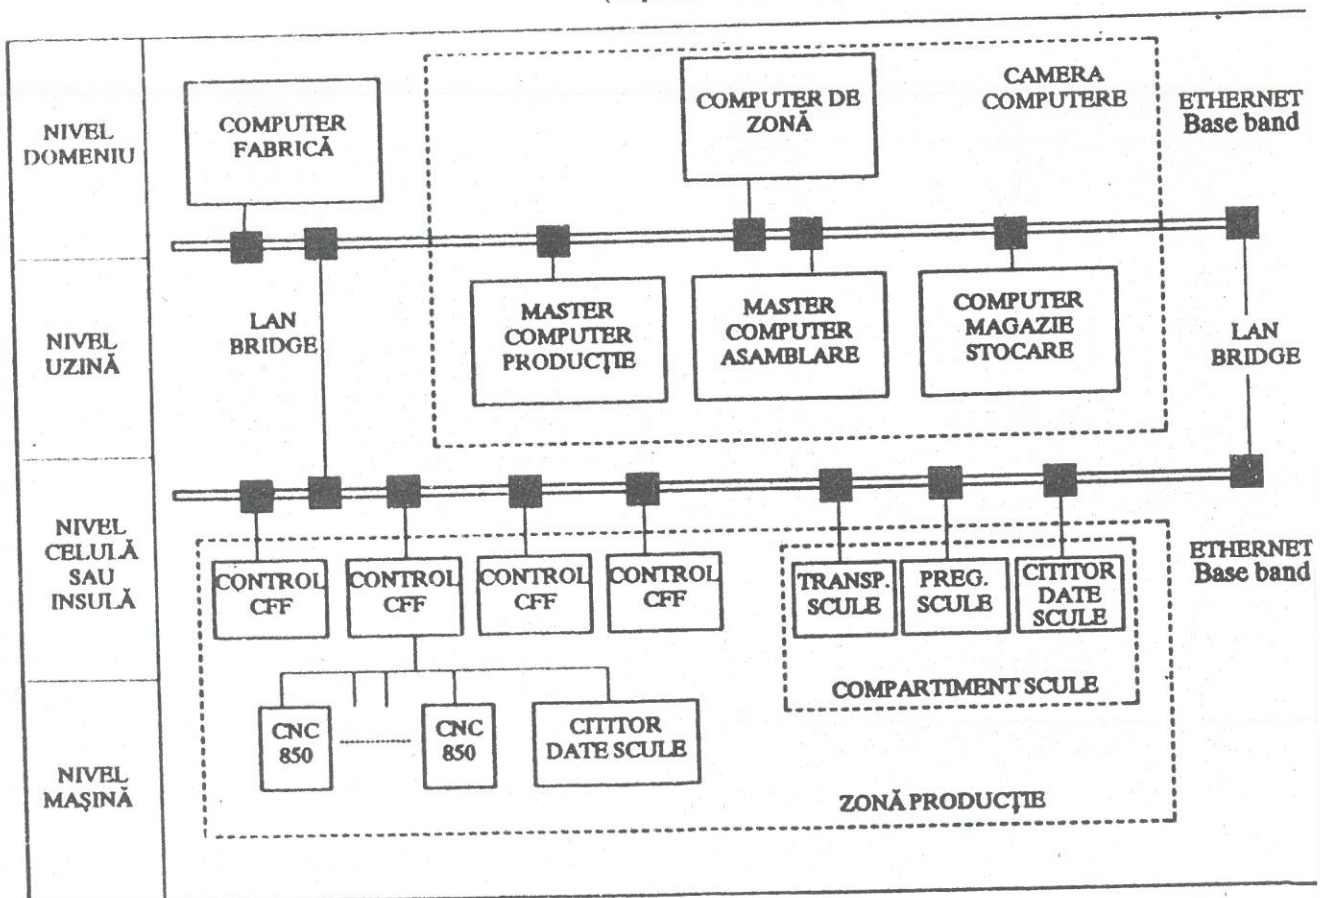 NIVEL
DOMENIU
COMPUTER
FABRICĂ
COMPUTER DE
ZONĂ
CAMERA
COMPUTERE
ETHERNET
Base band
NIVEL
UZINĂ
LAN
BRIDGE
MASTER
COMPUTER
PRODUCŢIE
MASTER
COMPUTER
ASAMBLARE
COMPUTER
MAGAZIE
STOCARE
LAN
BRIDGE
NIVEL
CELULĂ
SAU
INSULĂ
CONTROL
CFF
CONTROL
CFF
CONTROL
CFF
CONTROL
CFF
TRANSP.
SCULE
PREG.
SCULE
CITITOR
DATE
SCULE
ETHERNET
Base band
COMPARTIMENT SCULE
NIVEL
MAŞINĂ
CNC
850
CNC
850
CITITOR
DATE SCULE
ZONĂ PRODUCŢIE